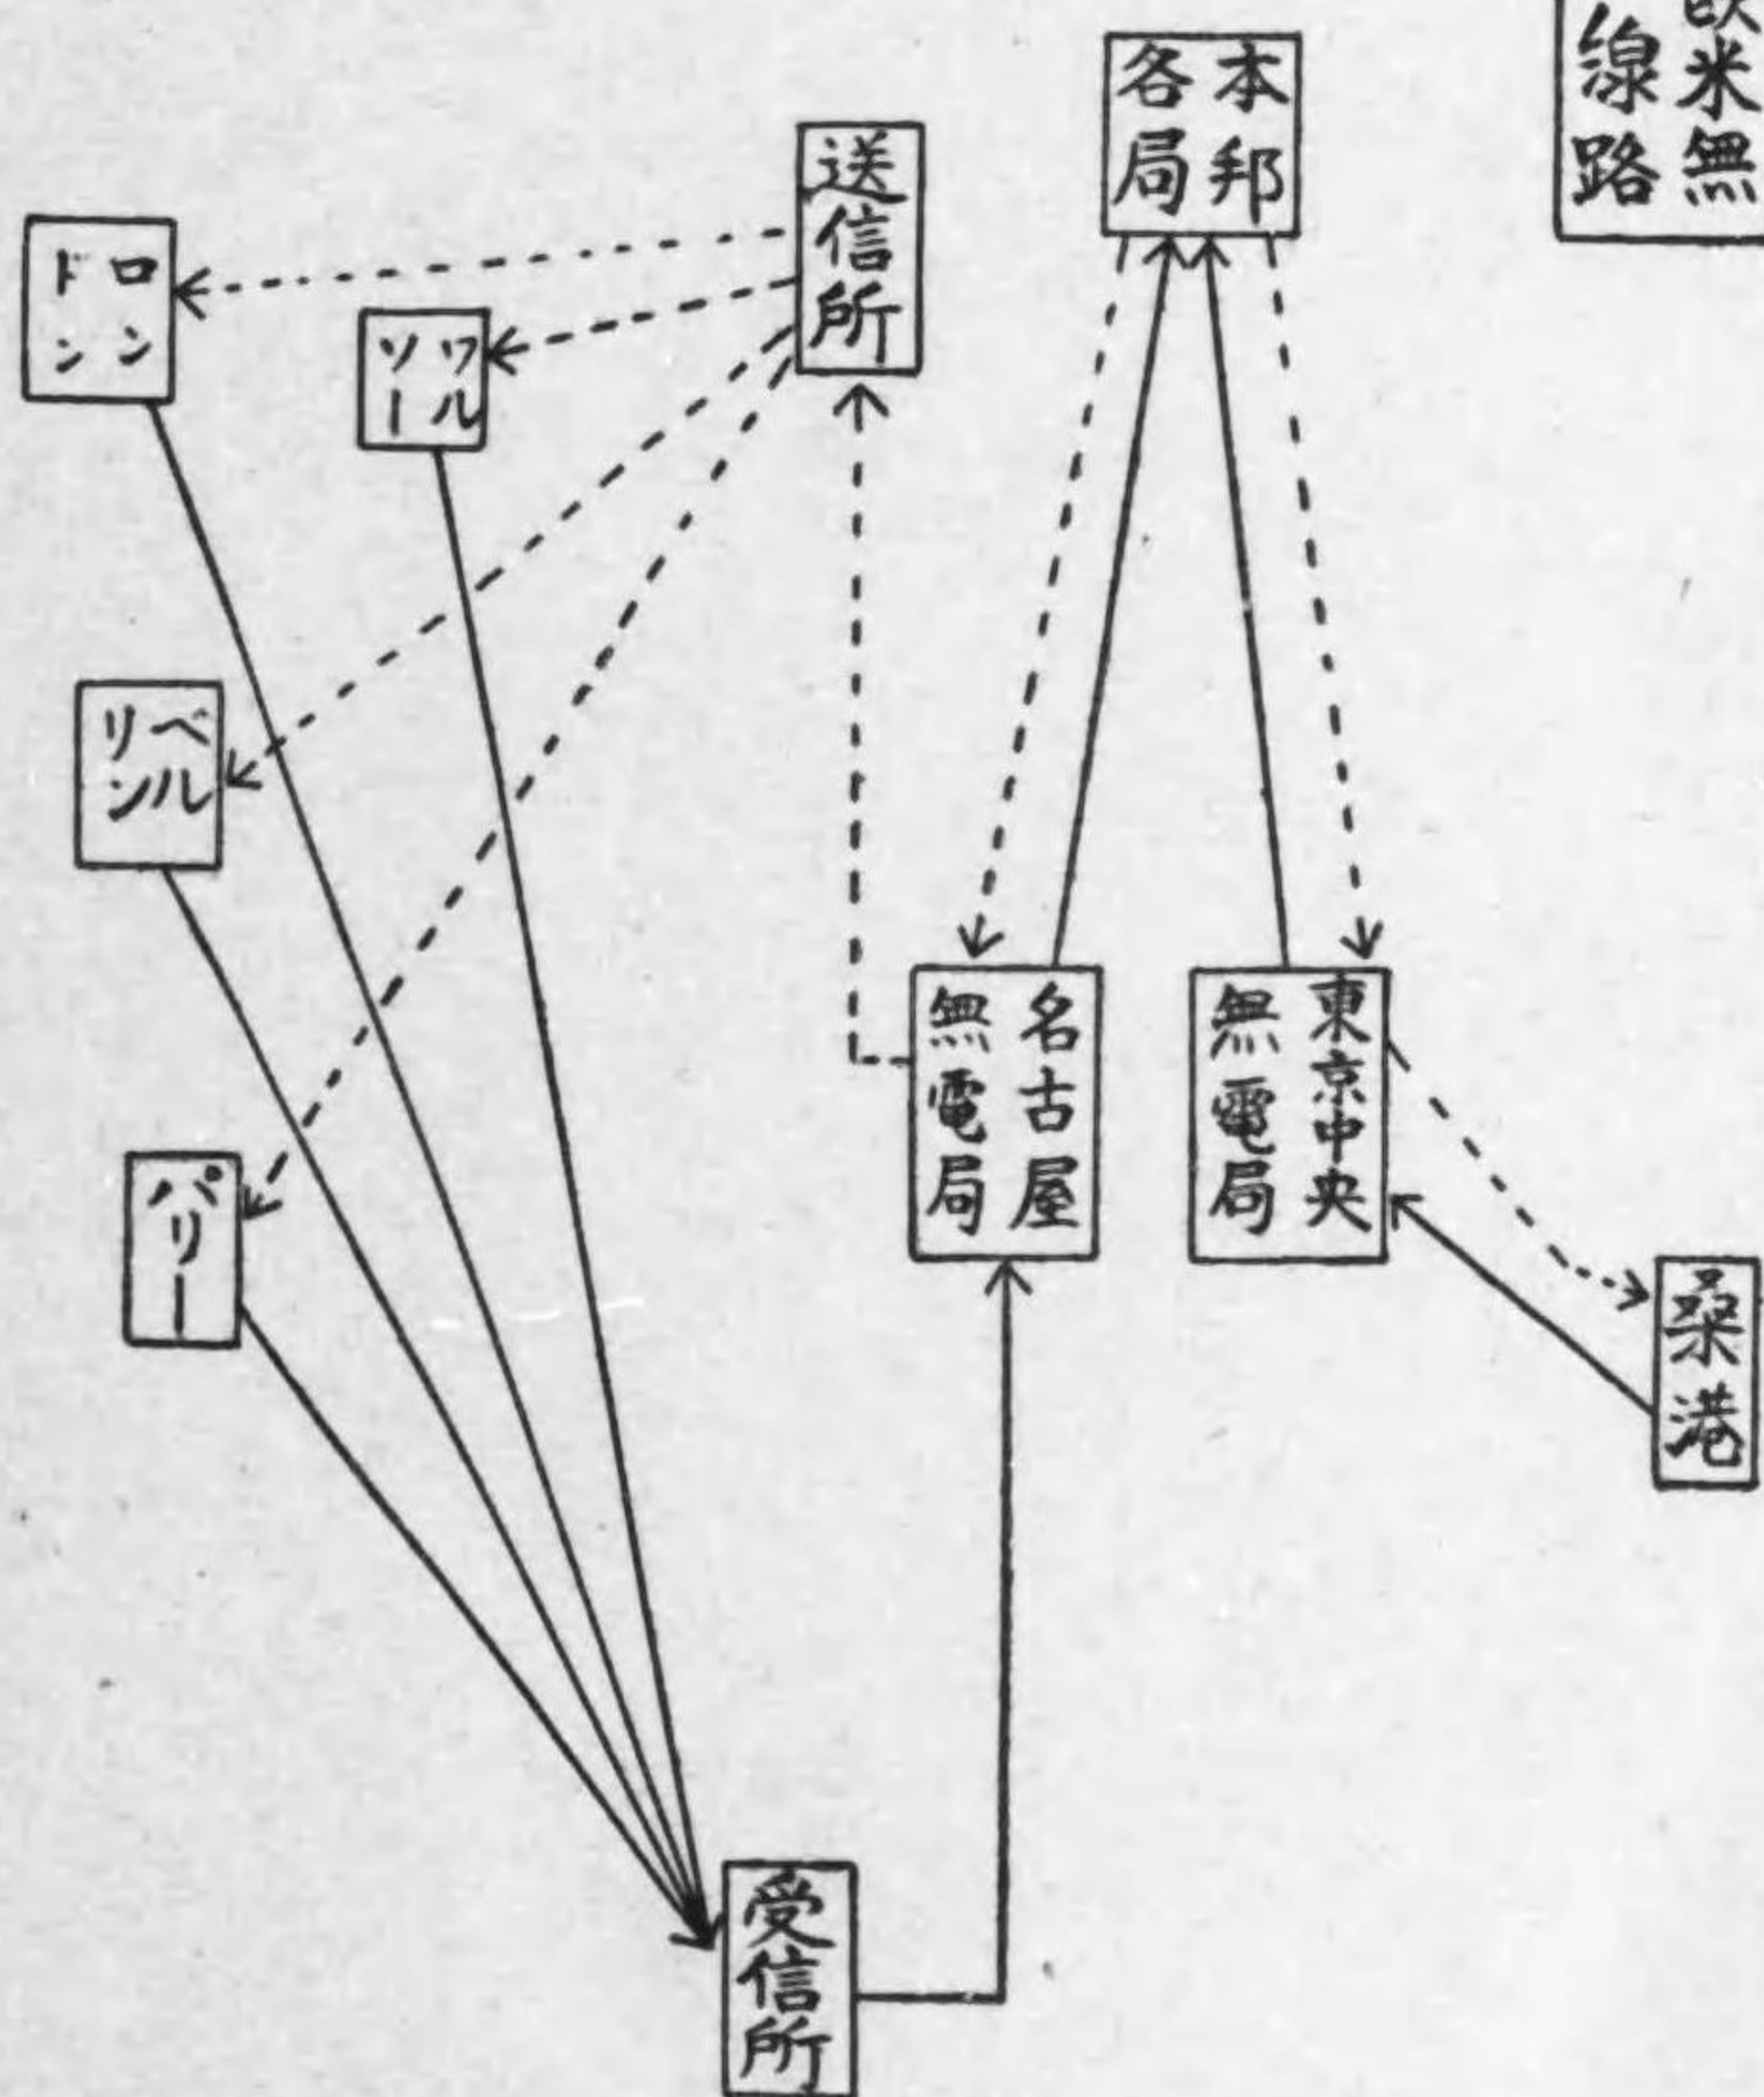 米無
線路
本邦
各局
送信所
ワル
ソー
ロン
ドン
ベル
リン
パリー
東京中央
無電局
名古屋
無電局
桑港
受信所